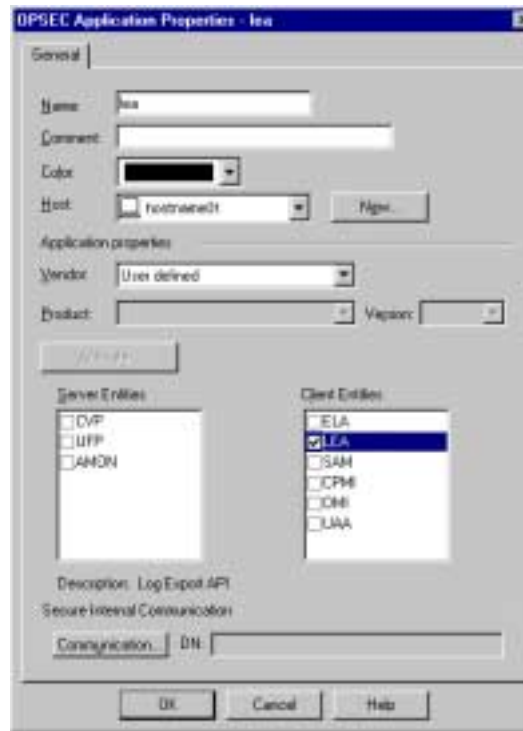 OPSEC Application Properties - lea
General
Name: lea
Comment:
Color:
Host: hostname01 New...
Application properties
Vendor: User defined
Product: Version:
Server Entities Client Entities
CVP ELA
UFP LEA
AMON SAM
CPMI
OMI
UAA
Description: Log Export API
Secure Internal Communication
Communication... DN:
OK Cancel Help